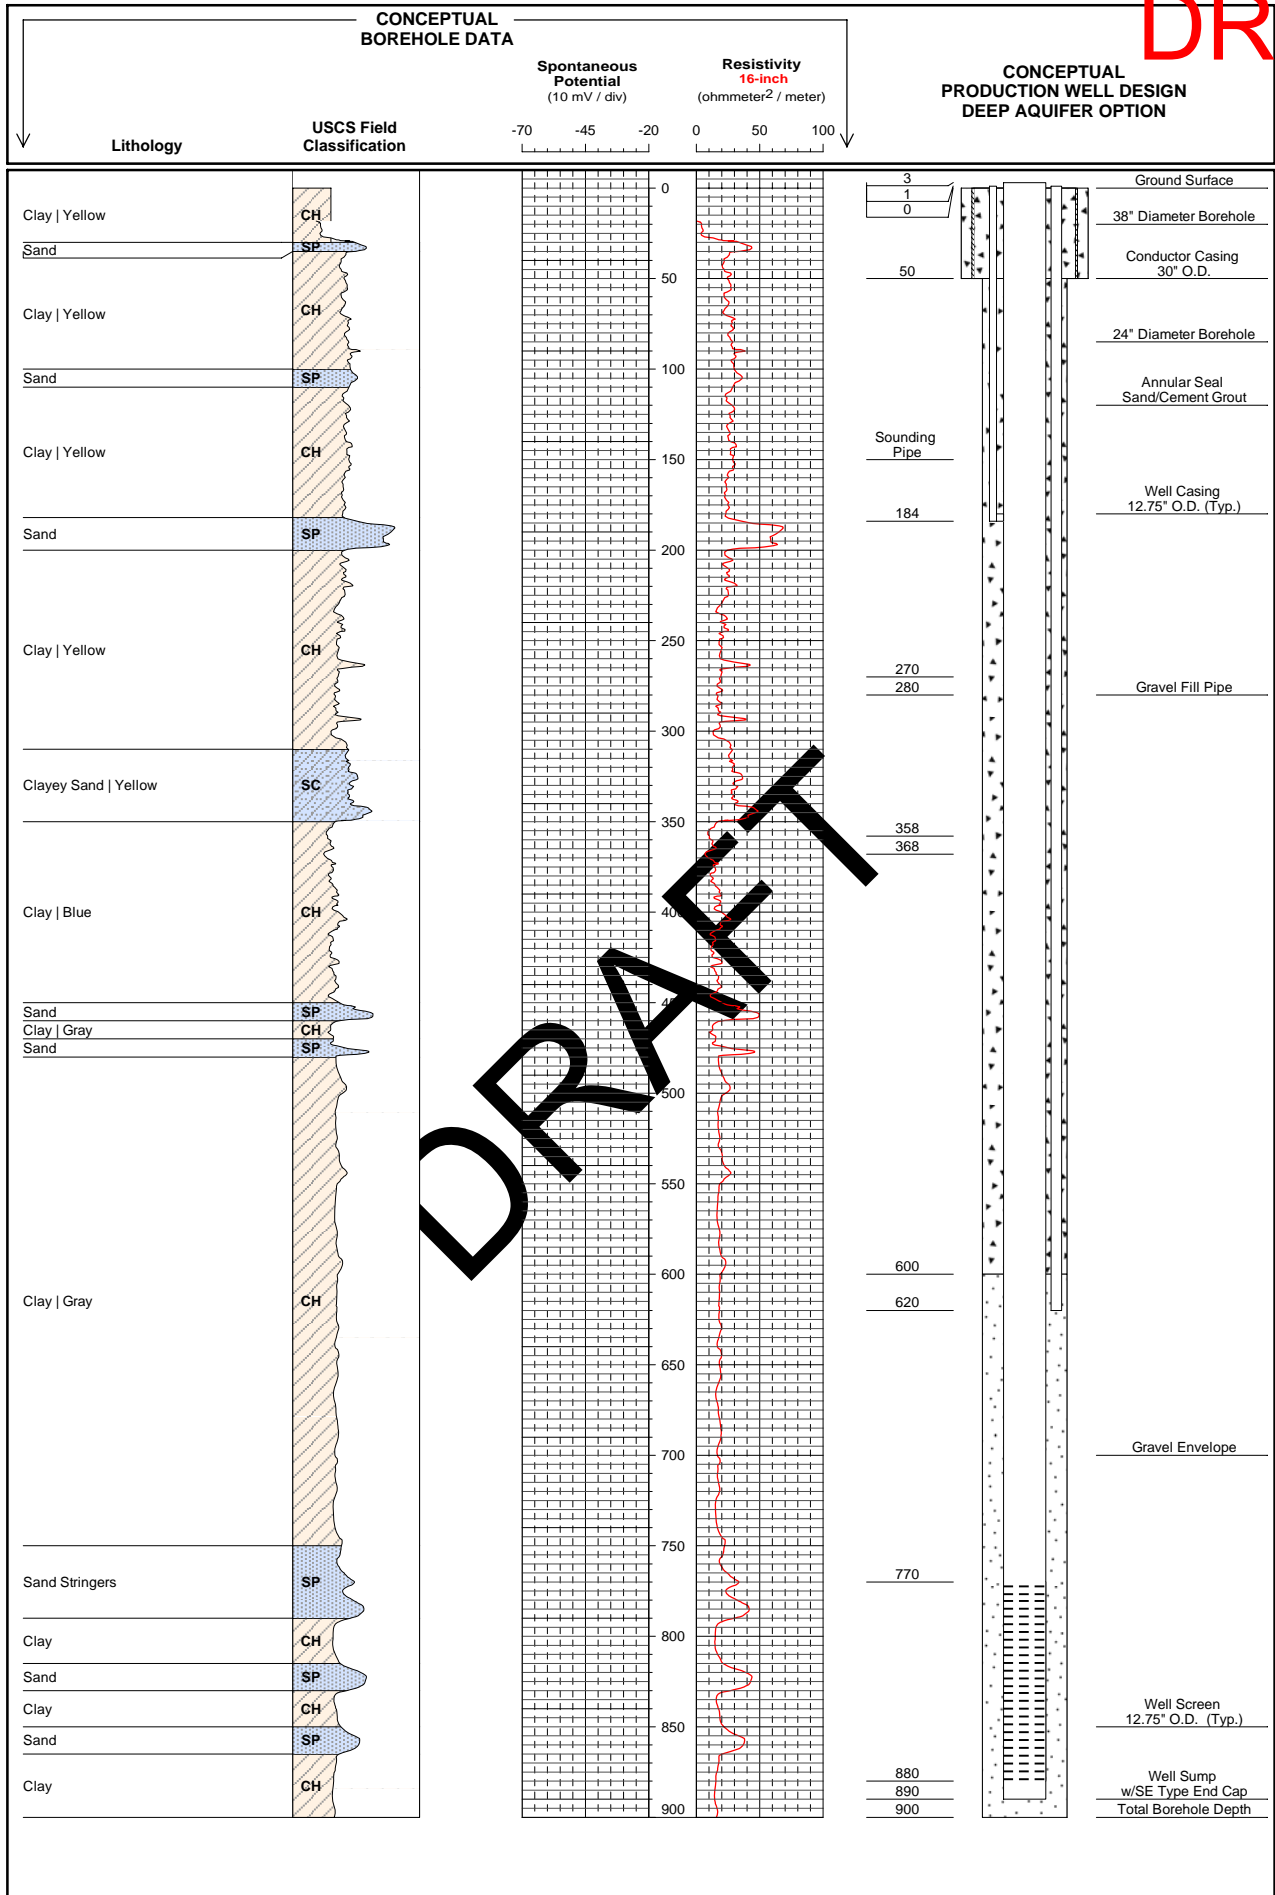 DR
CONCEPTUAL
BOREHOLE DATA
Lithology
USCS Field
Classification
Spontaneous
Potential
(10 mV / div)
-70 -45 -20
Resistivity
16-inch
(ohmmeter2 / meter)
0 50 100
CONCEPTUAL
PRODUCTION WELL DESIGN
DEEP AQUIFER OPTION
Clay | Yellow
Sand
Clay | Yellow
Sand
Clay | Yellow
Sand
Clay | Yellow
Clayey Sand | Yellow
Clay | Blue
Sand
Clay | Gray
Sand
Clay | Gray
Sand Stringers
Clay
Sand
Clay
Sand
Clay
CH
SP
CH
SP
CH
SP
CH
SC
CH
SP
CH
SP
CH
SP
CH
SP
CH
SP
CH
0
50
100
150
200
250
300
350
400
450
500
550
600
650
700
750
800
850
900
DRAFT
3
1
0
50
Sounding
Pipe
184
270
280
358
368
600
620
770
880
890
900
Ground Surface
38" Diameter Borehole
Conductor Casing
30" O.D.
24" Diameter Borehole
Annular Seal
Sand/Cement Grout
Well Casing
12.75" O.D. (Typ.)
Gravel Fill Pipe
Gravel Envelope
Well Screen
12.75" O.D. (Typ.)
Well Sump
w/SE Type End Cap
Total Borehole Depth